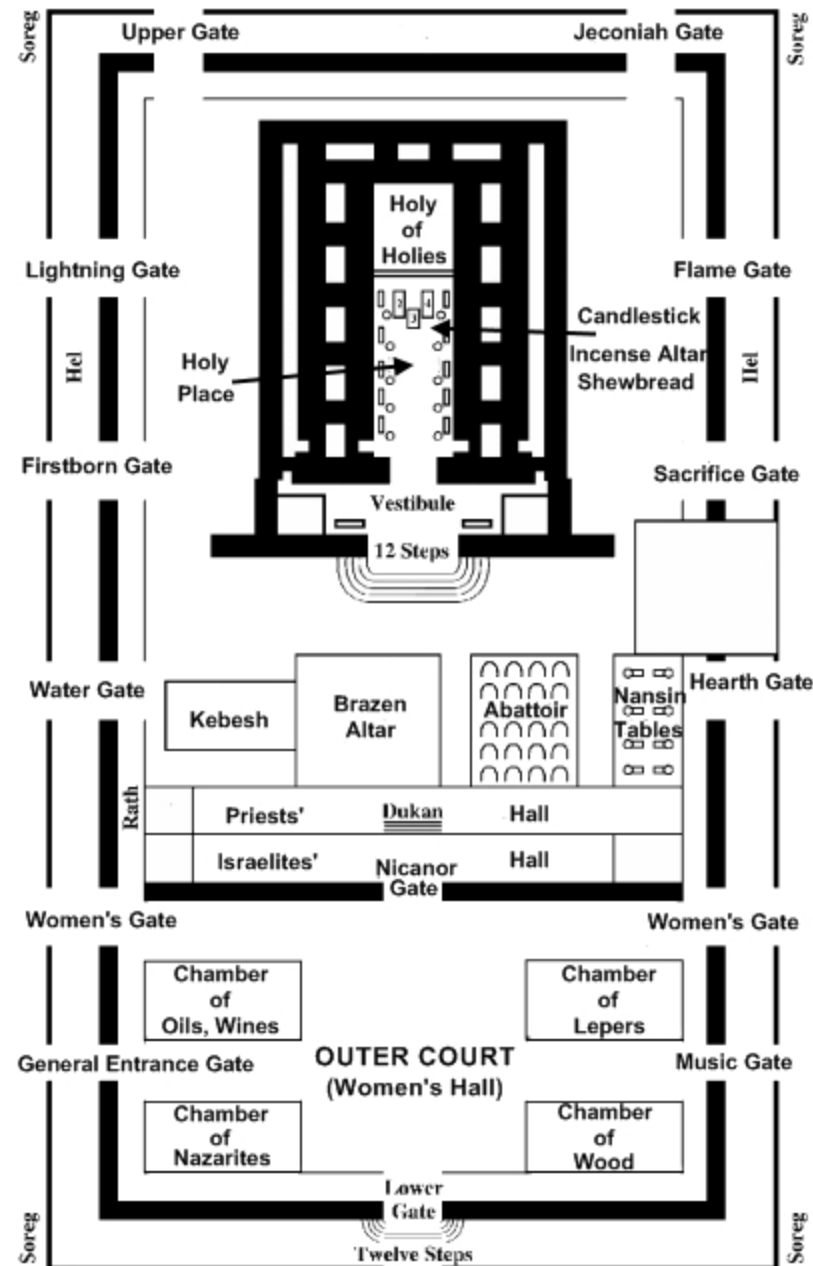 Soreg
Upper Gate
Jeconiah Gate
Soreg
Holy
of
Holies
Lightning Gate
Flame Gate
2
4
3
Candlestick
Incense Altar
Shewbread
Hel
Hel
Holy
Place
Firstborn Gate
Sacrifice Gate
Vestibule
12 Steps
Water Gate
Kebesh
Brazen
Altar
Abattoir
Nansin
Tables
Hearth Gate
Rath
Priests' Dukan Hall
Israelites' Nicanor Hall
Gate
Women's Gate
Women's Gate
Chamber
of
Oils, Wines
Chamber
of
Lepers
General Entrance Gate
OUTER COURT
(Women's Hall)
Music Gate
Chamber
of
Nazarites
Chamber
of
Wood
Lower
Gate
Soreg
Twelve Steps
Soreg